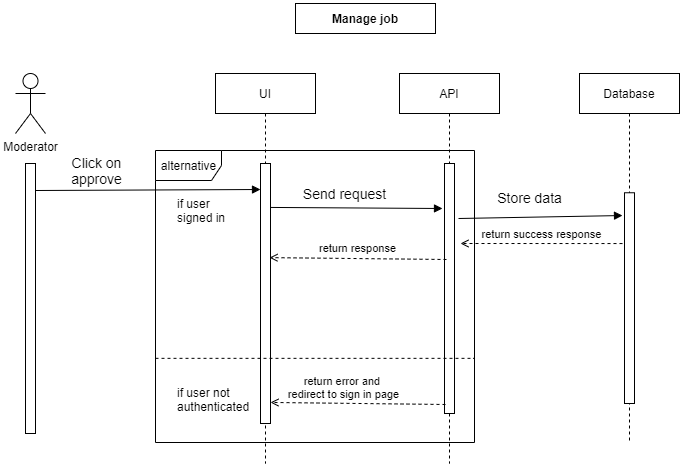 Manage job
UI
API
Database
Moderator
Click on
approve
alternative
if user
signed in
Send request
Store data
return success response
return response
if user not
authenticated
return error and
redirect to sign in page